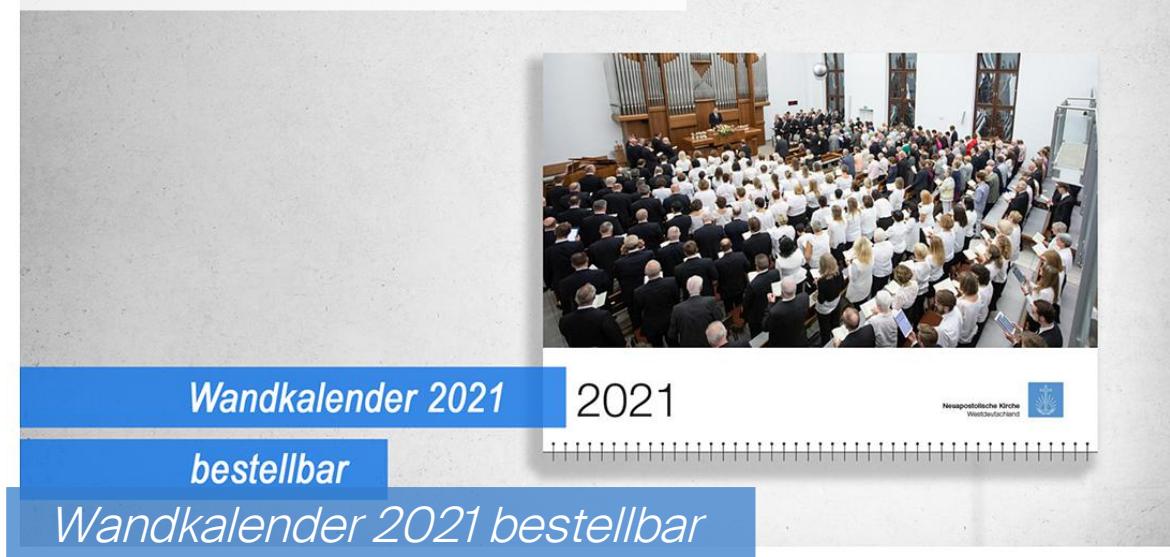 Wandkalender 2021
bestellbar
2021
Neuapostolische Kirche
Westdeutschland
Wandkalender 2021 bestellbar